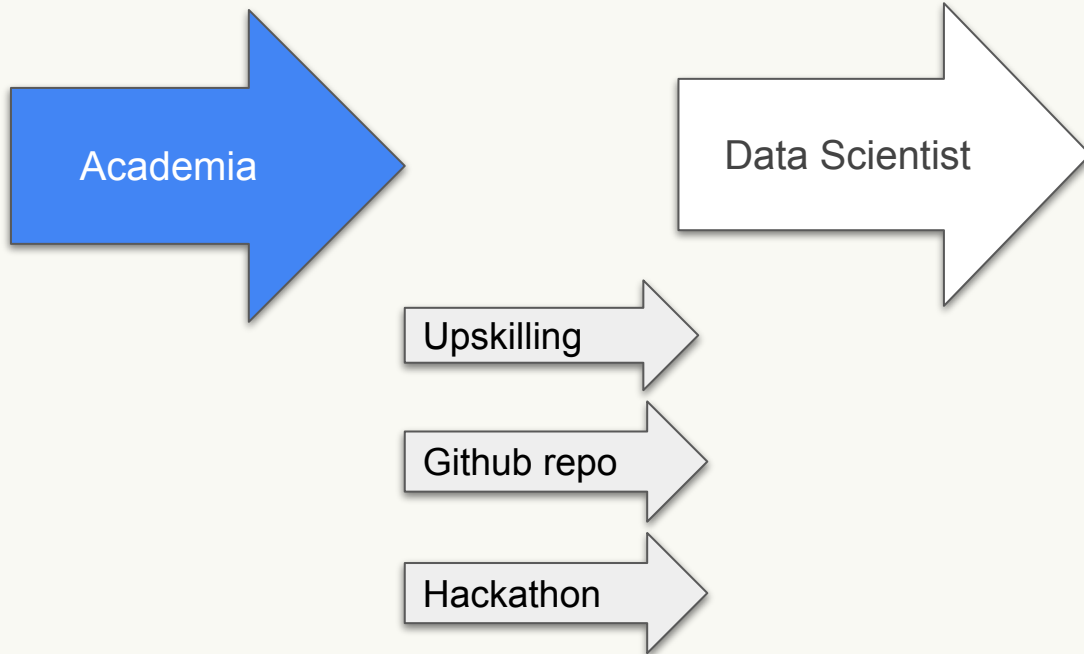 Academia
Data Scientist
Upskilling
Github repo
Hackathon